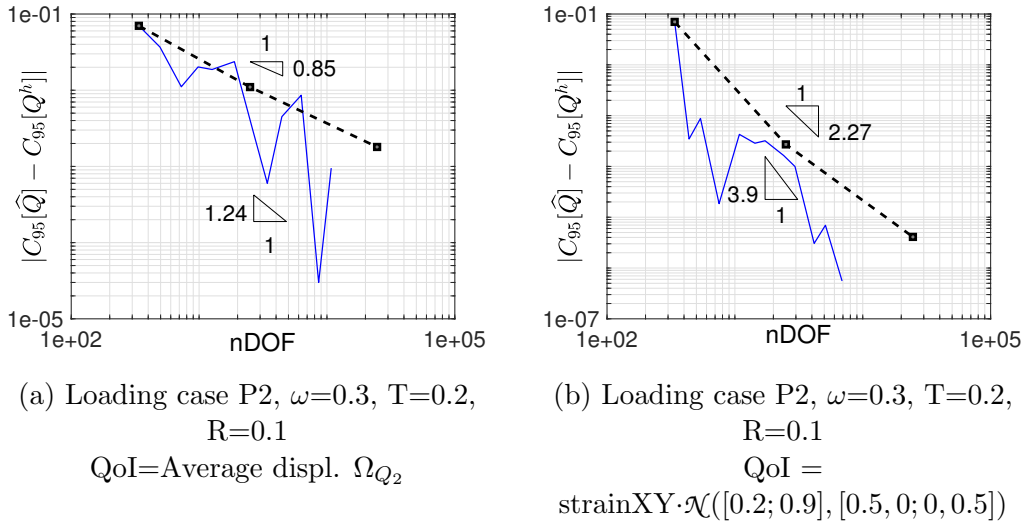 1e-01
|C₉₅[Q̂] − C₉₅[Qʰ]|
1
0.85
1.24
1
1e-05
1e+02
nDOF
1e+05
(a) Loading case P2, ω=0.3, T=0.2,
R=0.1
QoI=Average displ. Ω_{Q₂}
1e-01
|C₉₅[Q̂] − C₉₅[Qʰ]|
1
2.27
3.9
1
1e-07
1e+02
nDOF
1e+05
(b) Loading case P2, ω=0.3, T=0.2,
R=0.1
QoI =
strainXY·𝒩([0.2; 0.9], [0.5, 0; 0, 0.5])